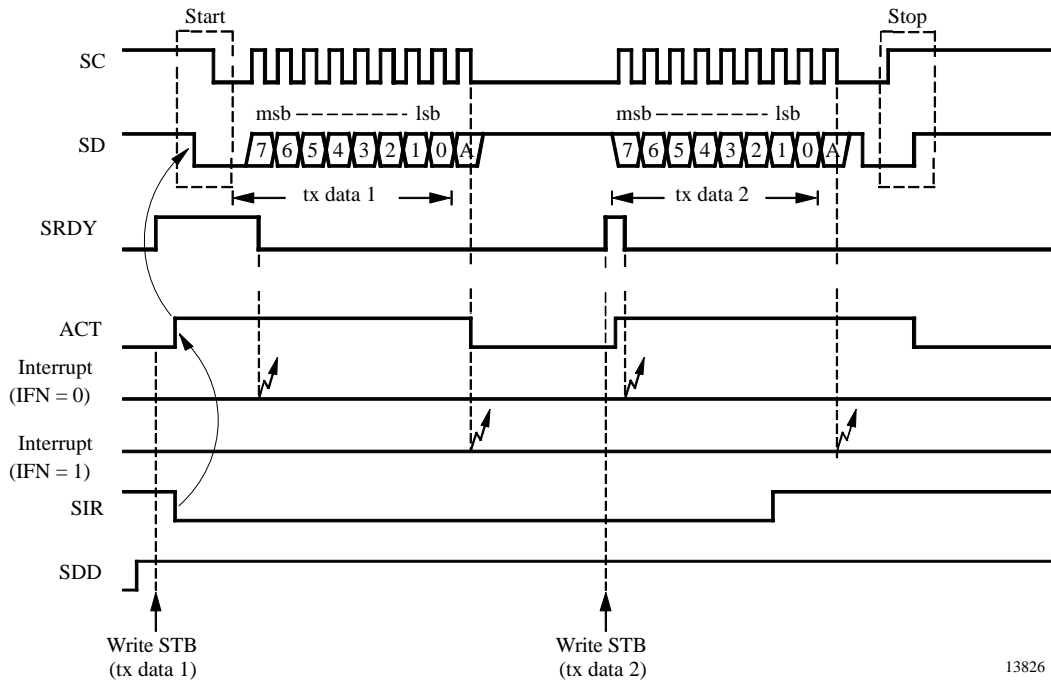 Start
Stop
SC
msb lsb
msb lsb
SD
7 6 5 4 3 2 1 0 A
7 6 5 4 3 2 1 0 A
tx data 1
tx data 2
SRDY
ACT
Interrupt
(IFN = 0)
Interrupt
(IFN = 1)
SIR
SDD
Write STB
(tx data 1)
Write STB
(tx data 2)
13826